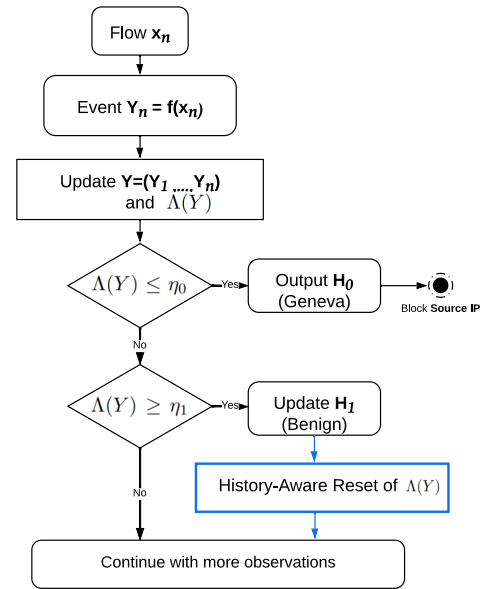 Flow xₙ
Event Yₙ = f(xₙ)
Update Y=(Y₁ ,...., Yₙ)
and Λ(Y)
Λ(Y) ≤ η₀
Yes
Output H₀
(Geneva)
Block Source IP
No
Λ(Y) ≥ η₁
Yes
Update H₁
(Benign)
No
History-Aware Reset of Λ(Y)
Continue with more observations